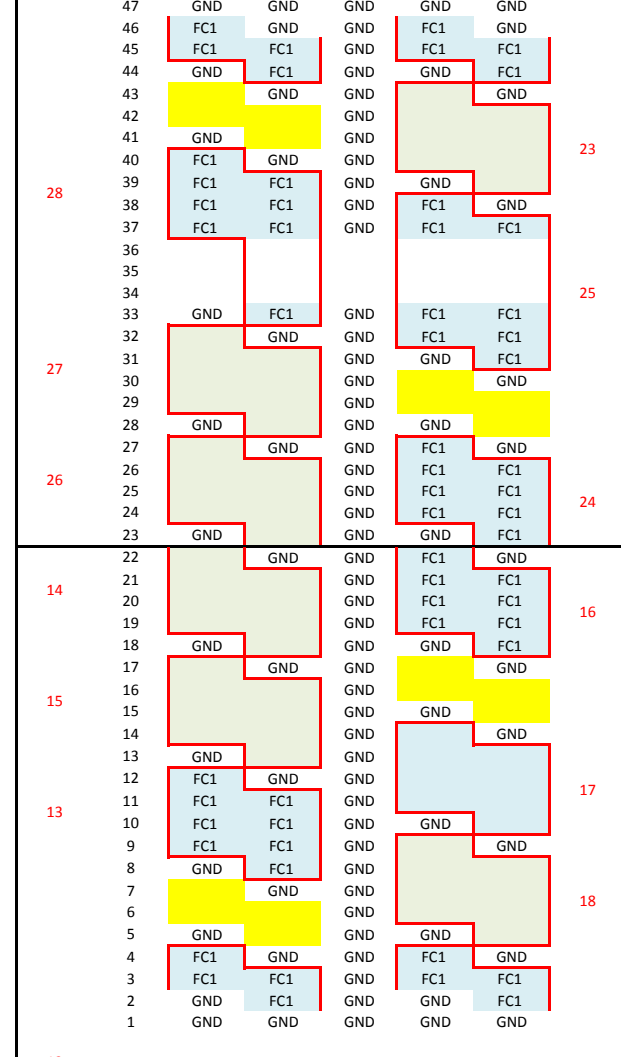 47 GND GND GND GND GND
46 FC1 GND GND FC1 GND
45 FC1 FC1 GND FC1 FC1
44 GND FC1 GND GND FC1
43 GND GND GND
42 GND
41 GND GND
23
40 FC1 GND GND
39 FC1 FC1 GND GND
28
38 FC1 FC1 GND FC1 GND
37 FC1 FC1 GND FC1 FC1
36
35
34 25
33 GND FC1 GND FC1 FC1
32 GND GND FC1 FC1
31 GND GND FC1
27
30 GND GND
29 GND
28 GND GND GND
27 GND GND FC1 GND
26 GND FC1 FC1
26
25 GND FC1 FC1
24
24 GND FC1 FC1
23 GND GND GND FC1
22 GND GND FC1 GND
21 GND FC1 FC1
14
20 GND FC1 FC1
16
19 GND FC1 FC1
18 GND GND GND FC1
17 GND GND GND
16 GND
15
15 GND GND
14 GND GND
13 GND GND
12 FC1 GND GND
17
11 FC1 FC1 GND
13
10 FC1 FC1 GND GND
9 FC1 FC1 GND GND
8 GND FC1 GND
7 GND GND
18
6 GND
5 GND GND GND
4 FC1 GND GND FC1 GND
3 FC1 FC1 GND FC1 FC1
2 GND FC1 GND GND FC1
1 GND GND GND GND GND